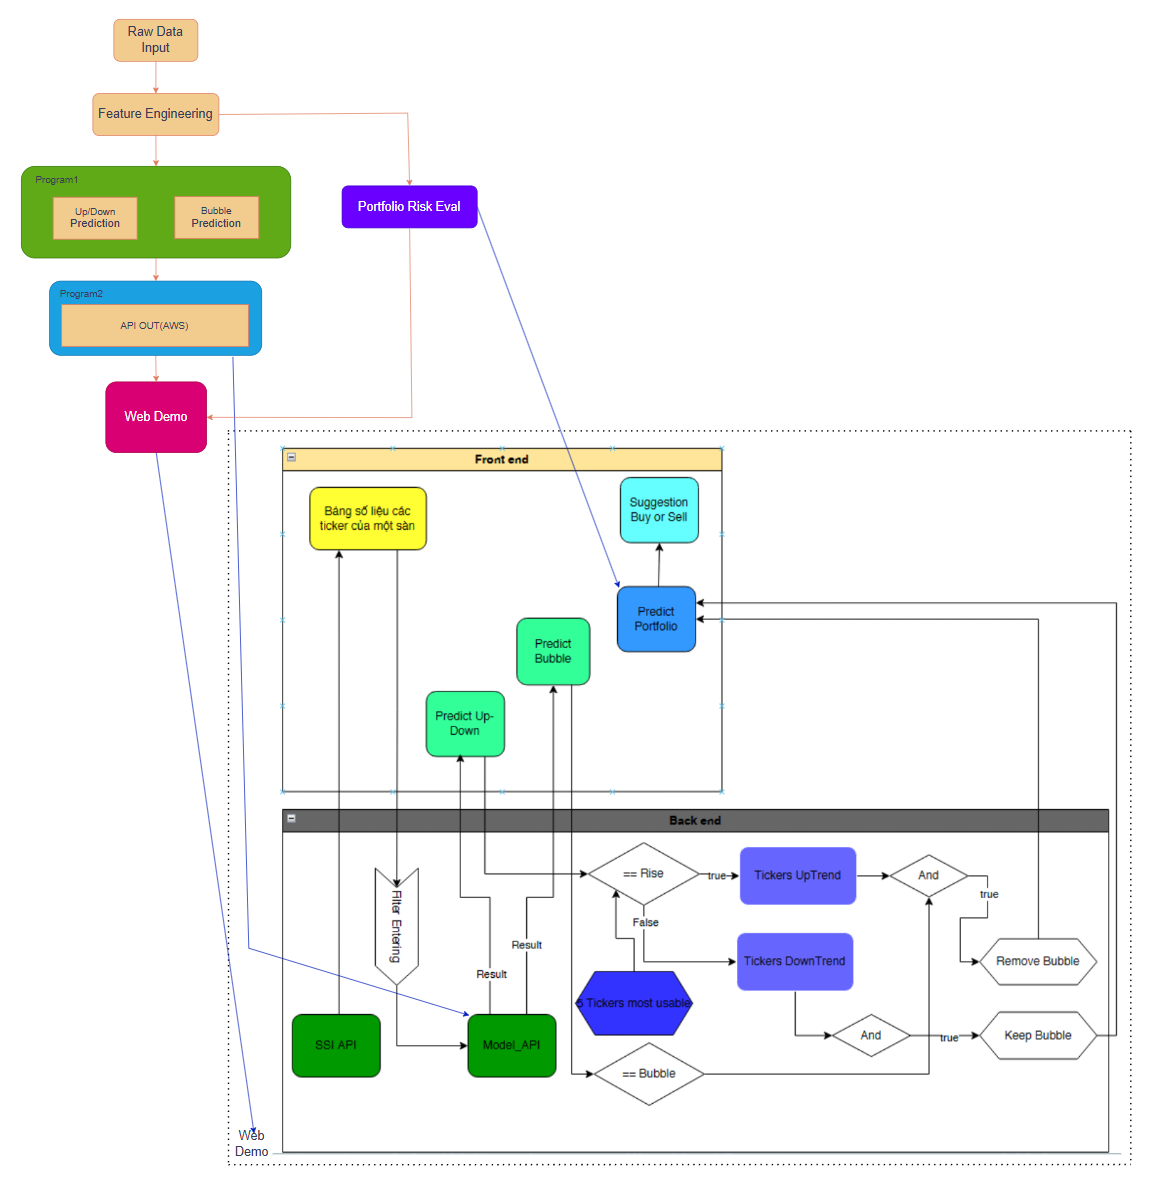 Raw Data
Input
Feature Engineering
Program1
Up/Down
Prediction
Bubble
Prediction
Portfolio Risk Eval
Program2
API OUT(AWS)
Web Demo
Front end
Bảng số liệu các
ticker của một sàn
Suggestion
Buy or Sell
Predict
Portfolio
Predict
Bubble
Predict Up-
Down
Back end
== Rise
true
Tickers UpTrend
And
true
False
Filter Entering
Result
Result
Tickers DownTrend
Remove Bubble
5 Tickers most usable
SSI API
Model_API
And
true
Keep Bubble
== Bubble
Web
Demo